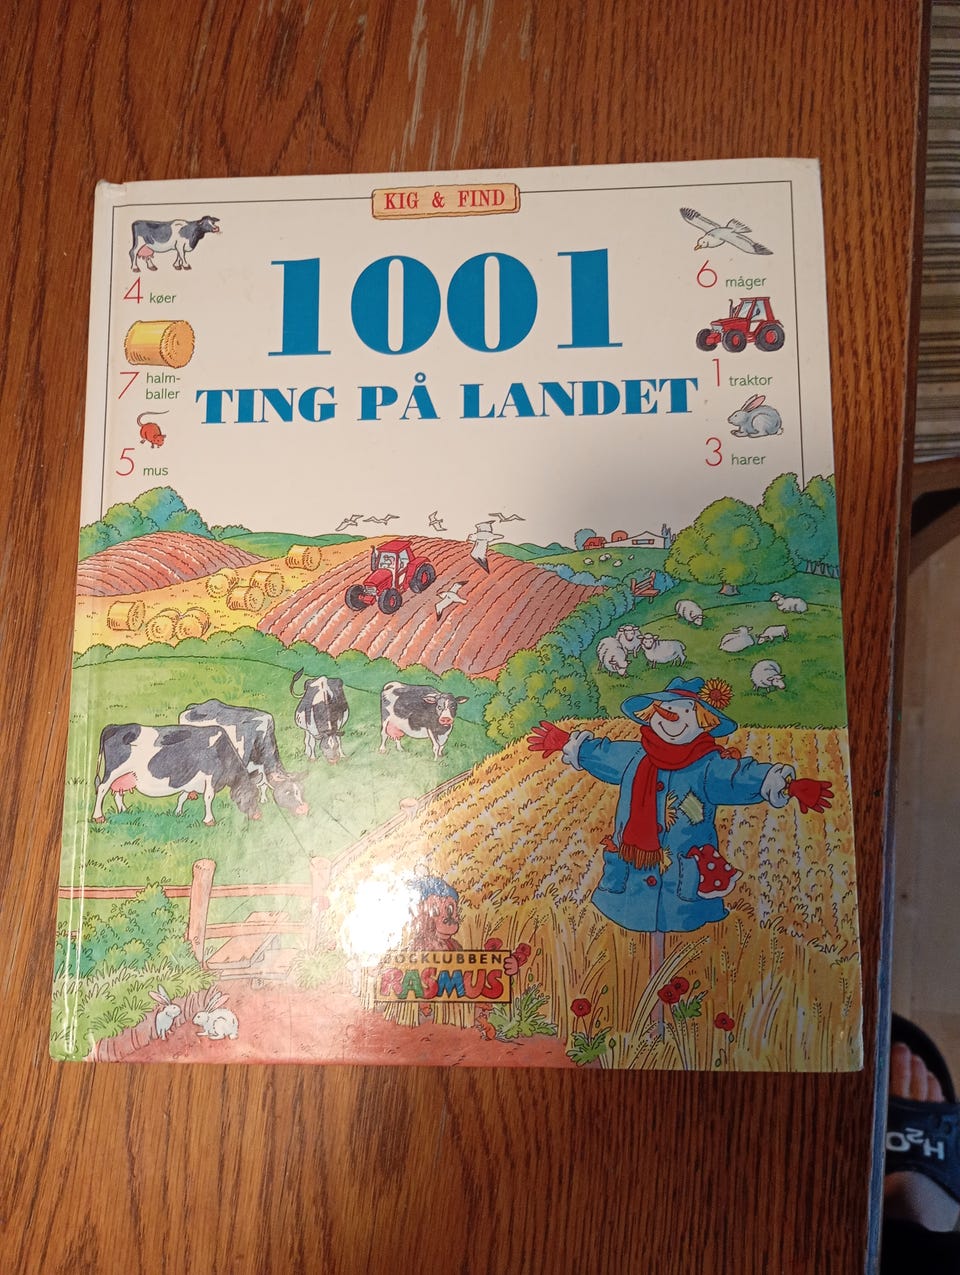 KIG & FIND
1001
TING PÅ LANDET
4 køer
7 halm-
baller
5 mus
6 måger
1 traktor
3 harer
BOGKLUBBEN
RASMUS
H2O